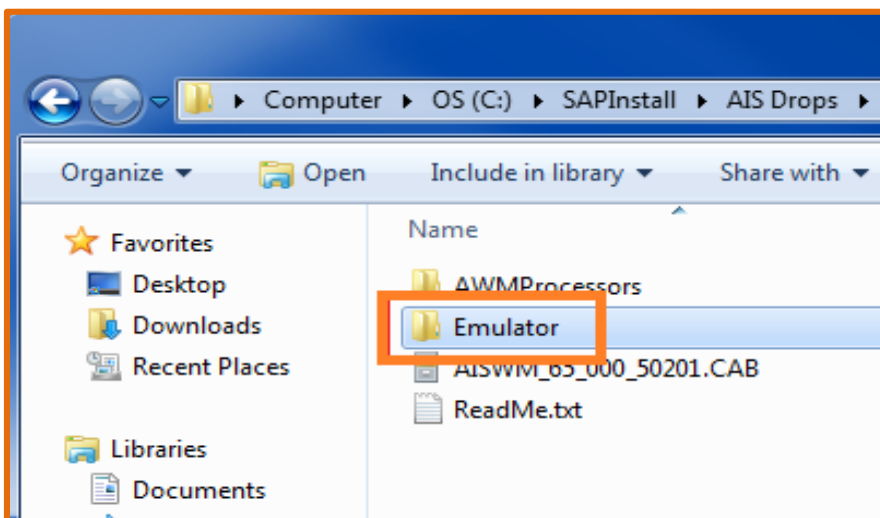 Computer OS (C:) SAPInstall AIS Drops
Organize Open Include in library Share with
Name
Favorites
Desktop
Downloads
Recent Places
Libraries
Documents
AWMProcessors
Emulator
AISWM_65_000_50201.CAB
ReadMe.txt